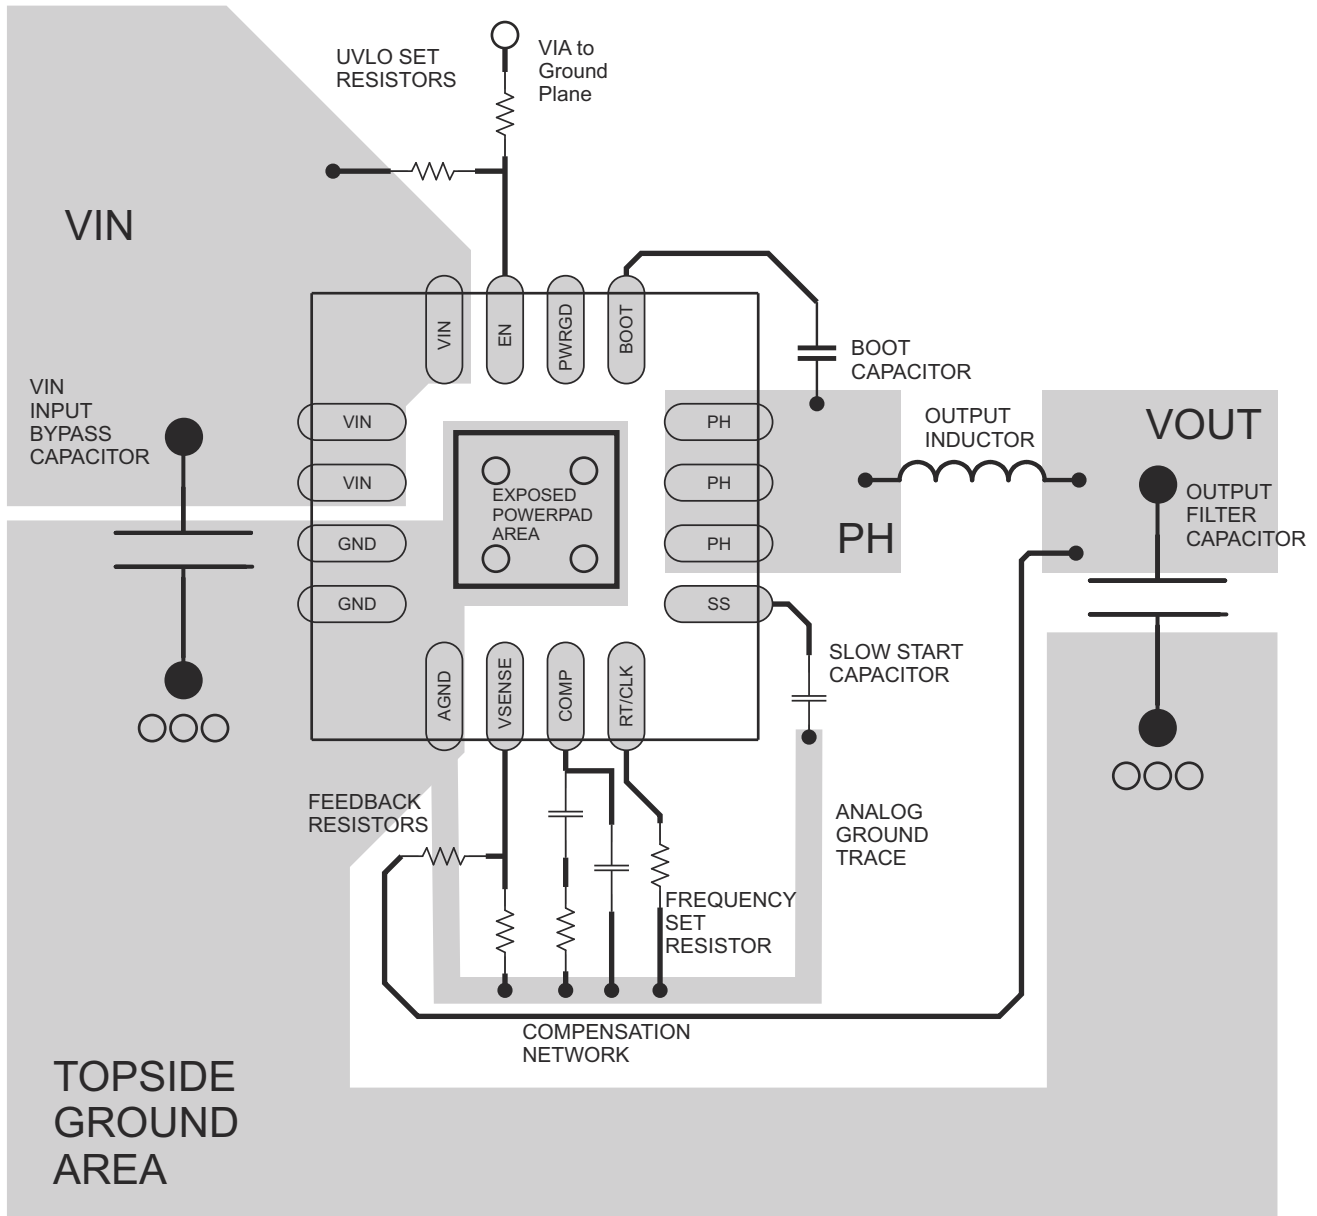 UVLO SET
RESISTORS
VIA to
Ground
Plane
VIN
VIN
EN
PWRGD
BOOT
BOOT
CAPACITOR
VIN
INPUT
BYPASS
CAPACITOR
VIN
VIN
GND
GND
EXPOSED
POWERPAD
AREA
PH
PH
PH
SS
PH
OUTPUT
INDUCTOR
VOUT
OUTPUT
FILTER
CAPACITOR
AGND
VSENSE
COMP
RT/CLK
SLOW START
CAPACITOR
FEEDBACK
RESISTORS
ANALOG
GROUND
TRACE
FREQUENCY
SET
RESISTOR
COMPENSATION
NETWORK
TOPSIDE
GROUND
AREA